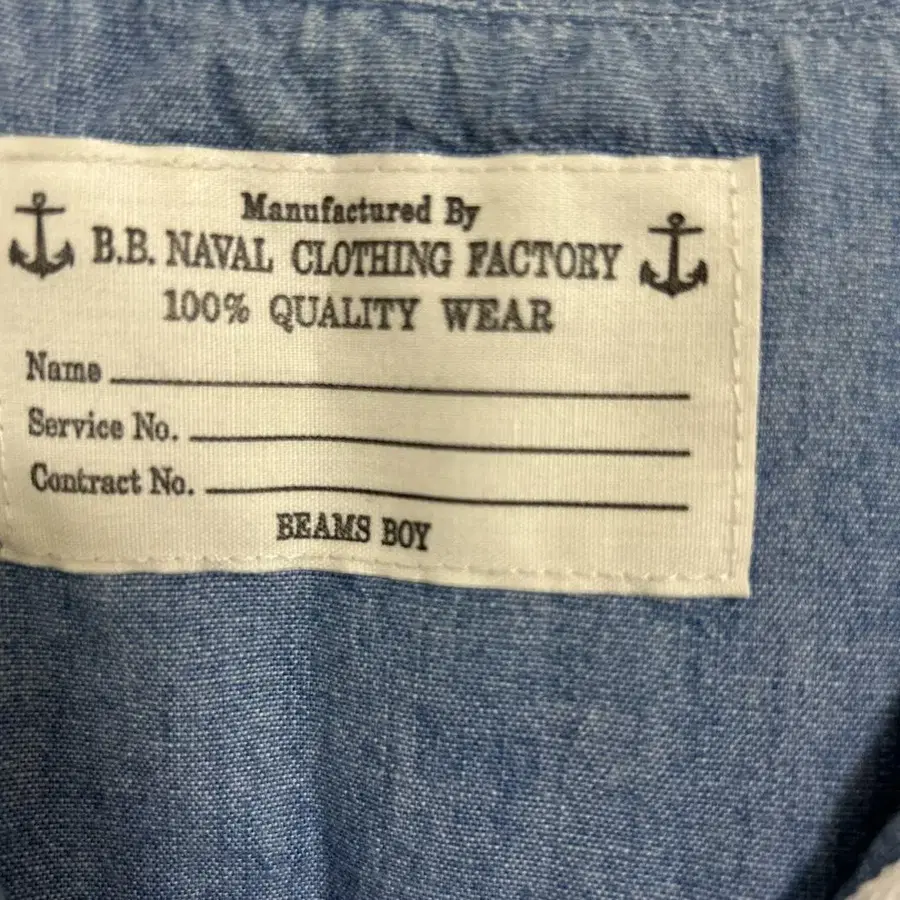 Manufactured By
B.B. NAVAL CLOTHING FACTORY
100% QUALITY WEAR
Name
Service No.
Contract No.
BEAMS BOY